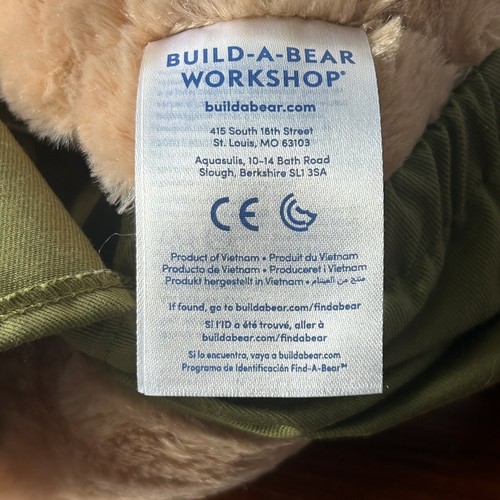 BUILD-A-BEAR
WORKSHOP®
buildabear.com
415 South 18th Street
St. Louis, MO 63103
Aquasulis, 10-14 Bath Road
Slough, Berkshire SL1 3SA
CE
Product of Vietnam • Produit du Vietnam
Producto de Vietnam • Produceret i Vietnam
Produkt hergestellt in Vietnam • منتج من الفيتنام
If found, go to buildabear.com/findabear
Si l'ID a été trouvé, aller à
buildabear.com/findabear
Si lo encuentra, vaya a buildabear.com
Programa de Identificación Find-A-Bear™